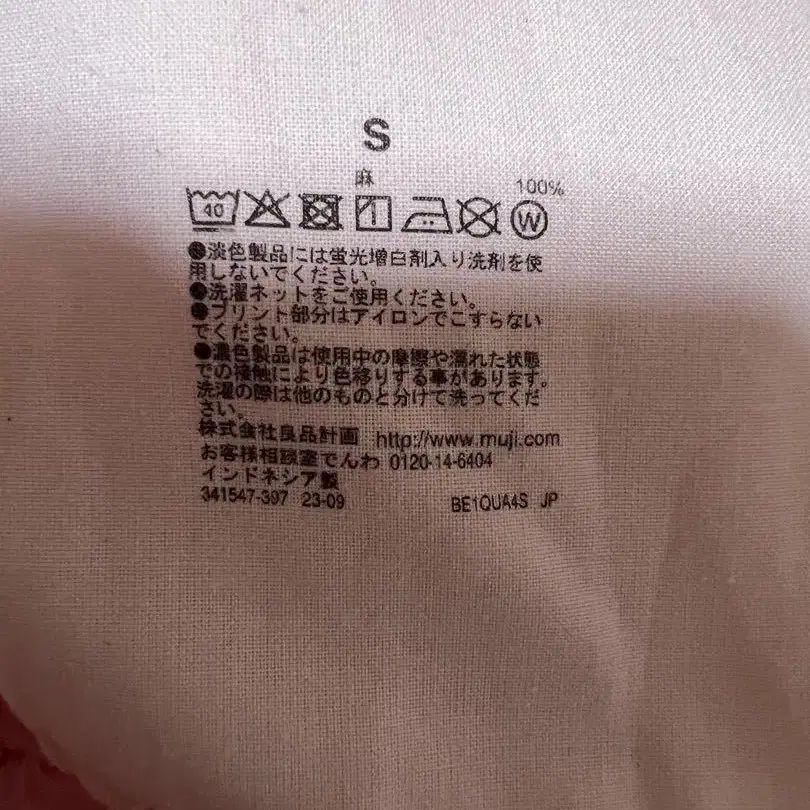 S
麻 100%
40 W
●淡色製品には蛍光増白剤入り洗剤を使
用しないでください。
●洗濯ネットをご使用ください。
●プリント部分はアイロンでこすらない
でください。
●濃色製品は使用中の摩擦や濡れた状態
での接触により色移りする事があります。
洗濯の際は他のものと分けて洗ってくだ
さい。
株式会社良品計画 http://www.muji.com
お客様相談室でんわ 0120-14-6404
インドネシア製
341547-397 23-09 BE1QUA4S JP